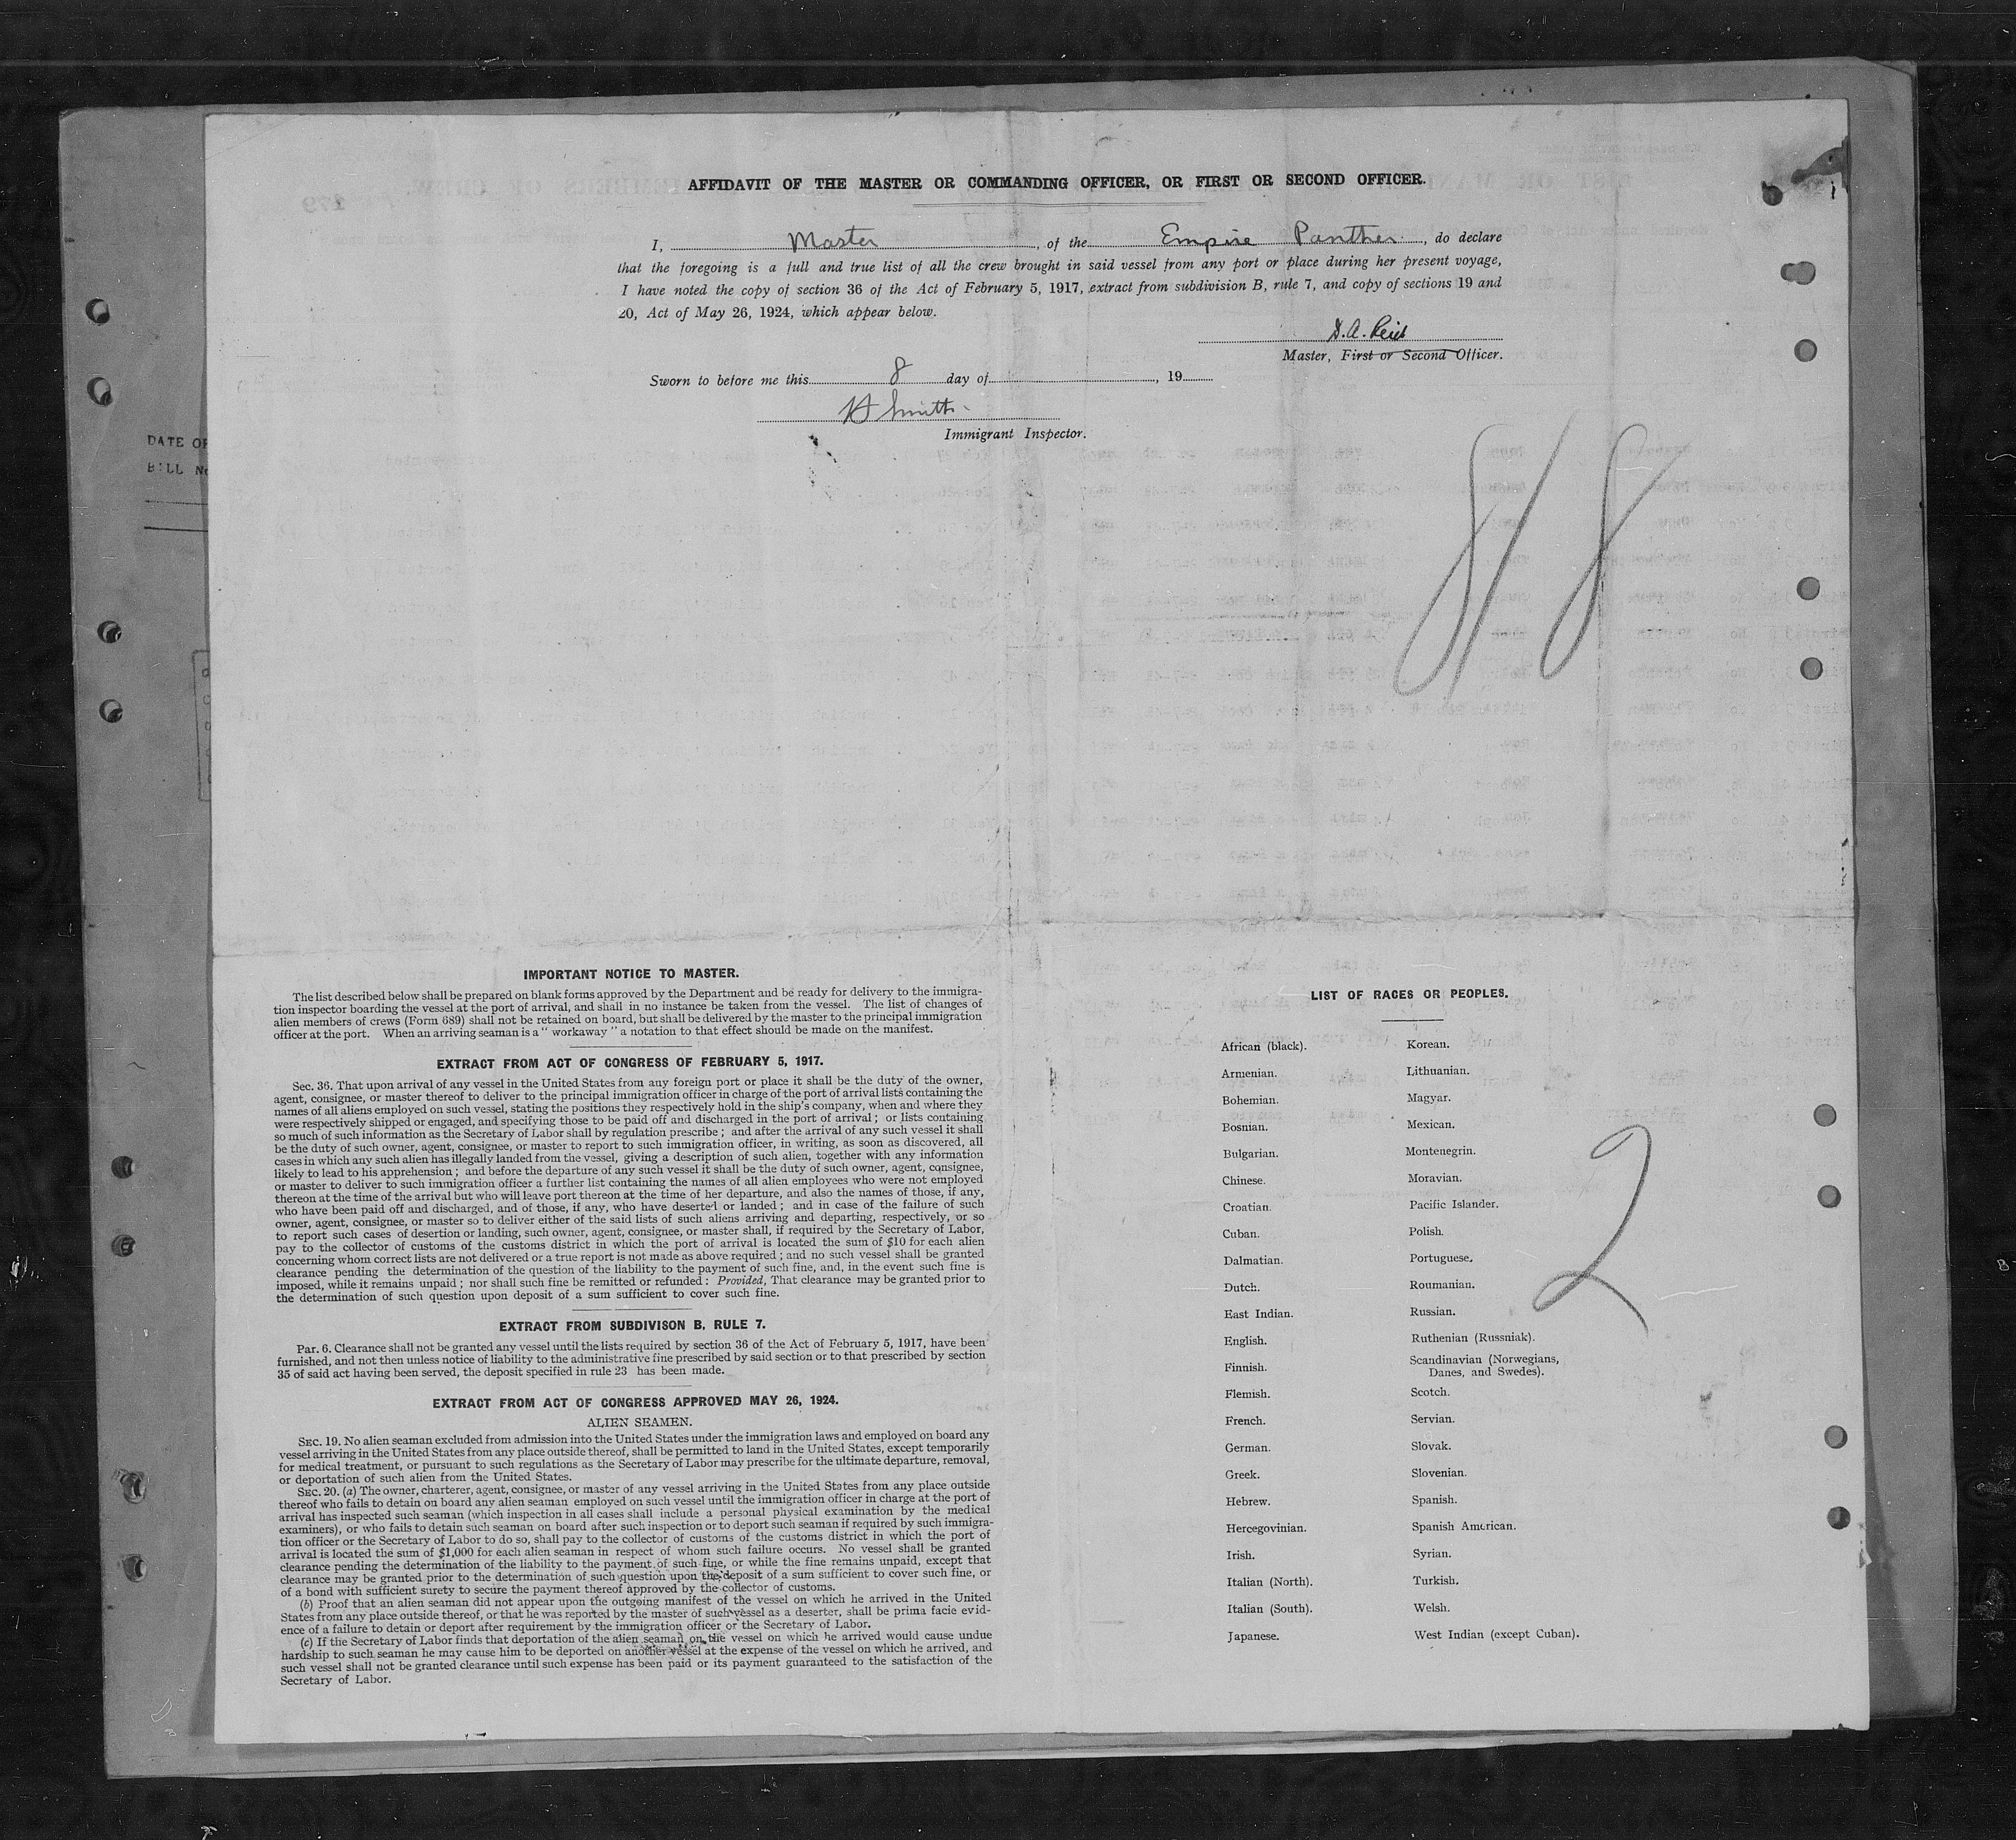 AFFIDAVIT OF THE MASTER OR COMMANDING OFFICER, OR FIRST OR SECOND OFFICER.
I, Master, of the Empire Panther, do declare
that the foregoing is a full and true list of all the crew brought in said vessel from any port or place during her present voyage,
I have noted the copy of section 36 of the Act of February 5, 1917, extract from subdivision B, rule 7, and copy of sections 19 and
20, Act of May 26, 1924, which appear below.
D. A. Reid
Master, First or Second Officer.
Sworn to before me this 8 day of , 19
H Smith
Immigrant Inspector.
DATE OF
BILL No
8/8
IMPORTANT NOTICE TO MASTER.
The list described below shall be prepared on blank forms approved by the Department and be ready for delivery to the immigra-
tion inspector boarding the vessel at the port of arrival, and shall in no instance be taken from the vessel. The list of changes of
alien members of crews (Form 689) shall not be retained on board, but shall be delivered by the master to the principal immigration
officer at the port. When an arriving seaman is a " workaway " a notation to that effect should be made on the manifest.
EXTRACT FROM ACT OF CONGRESS OF FEBRUARY 5, 1917.
Sec. 36. That upon arrival of any vessel in the United States from any foreign port or place it shall be the duty of the owner,
agent, consignee, or master thereof to deliver to the principal immigration officer in charge of the port of arrival lists containing the
names of all aliens employed on such vessel, stating the positions they respectively hold in the ship's company, when and where they
were respectively shipped or engaged, and specifying those to be paid off and discharged in the port of arrival ; or lists containing
so much of such information as the Secretary of Labor shall by regulation prescribe ; and after the arrival of any such vessel it shall
be the duty of such owner, agent, consignee, or master to report to such immigration officer, in writing, as soon as discovered, all
cases in which any such alien has illegally landed from the vessel, giving a description of such alien, together with any information
likely to lead to his apprehension ; and before the departure of any such vessel it shall be the duty of such owner, agent, consignee,
or master to deliver to such immigration officer a further list containing the names of all alien employees who were not employed
thereon at the time of the arrival but who will leave port thereon at the time of her departure, and also the names of those, if any,
who have been paid off and discharged, and of those, if any, who have deserted or landed ; and in case of the failure of such
owner, agent, consignee, or master so to deliver either of the said lists of such aliens arriving and departing, respectively, or so
to report such cases of desertion or landing, such owner, agent, consignee, or master shall, if required by the Secretary of Labor,
pay to the collector of customs of the customs district in which the port of arrival is located the sum of $10 for each alien
concerning whom correct lists are not delivered or a true report is not made as above required ; and no such vessel shall be granted
clearance pending the determination of the question of the liability to the payment of such fine, and, in the event such fine is
imposed, while it remains unpaid ; nor shall such fine be remitted or refunded : Provided, That clearance may be granted prior to
the determination of such question upon deposit of a sum sufficient to cover such fine.
EXTRACT FROM SUBDIVISON B, RULE 7.
Par. 6. Clearance shall not be granted any vessel until the lists required by section 36 of the Act of February 5, 1917, have been
furnished, and not then unless notice of liability to the administrative fine prescribed by said section or to that prescribed by section
35 of said act having been served, the deposit specified in rule 23 has been made.
EXTRACT FROM ACT OF CONGRESS APPROVED MAY 26, 1924.
ALIEN SEAMEN.
SEC. 19. No alien seaman excluded from admission into the United States under the immigration laws and employed on board any
vessel arriving in the United States from any place outside thereof, shall be permitted to land in the United States, except temporarily
for medical treatment, or pursuant to such regulations as the Secretary of Labor may prescribe for the ultimate departure, removal,
or deportation of such alien from the United States.
SEC. 20. (a) The owner, charterer, agent, consignee, or master of any vessel arriving in the United States from any place outside
thereof who fails to detain on board any alien seaman employed on such vessel until the immigration officer in charge at the port of
arrival has inspected such seaman (which inspection in all cases shall include a personal physical examination by the medical
examiners), or who fails to detain such seaman on board after such inspection or to deport such seaman if required by such immigra-
tion officer or the Secretary of Labor to do so, shall pay to the collector of customs of the customs district in which the port of
arrival is located the sum of $1,000 for each alien seaman in respect of whom such failure occurs. No vessel shall be granted
clearance pending the determination of the liability to the payment of such fine, or while the fine remains unpaid, except that
clearance may be granted prior to the determination of such question upon the deposit of a sum sufficient to cover such fine, or
of a bond with sufficient surety to secure the payment thereof approved by the collector of customs.
(b) Proof that an alien seaman did not appear upon the outgoing manifest of the vessel on which he arrived in the United
States from any place outside thereof, or that he was reported by the master of such vessel as a deserter, shall be prima facie evid-
ence of a failure to detain or deport after requirement by the immigration officer or the Secretary of Labor.
(c) If the Secretary of Labor finds that deportation of the alien seaman on the vessel on which he arrived would cause undue
hardship to such seaman he may cause him to be deported on another vessel at the expense of the vessel on which he arrived, and
such vessel shall not be granted clearance until such expense has been paid or its payment guaranteed to the satisfaction of the
Secretary of Labor.
LIST OF RACES OR PEOPLES.
African (black).
Armenian.
Bohemian.
Bosnian.
Bulgarian.
Chinese.
Croatian.
Cuban.
Dalmatian.
Dutch.
East Indian.
English.
Finnish.
Flemish.
French.
German.
Greek.
Hebrew.
Hercegovinian.
Irish.
Italian (North).
Italian (South).
Japanese.
Korean.
Lithuanian.
Magyar.
Mexican.
Montenegrin.
Moravian.
Pacific Islander.
Polish.
Portuguese.
Roumanian.
Russian.
Ruthenian (Russniak).
Scandinavian (Norwegians,
Danes, and Swedes).
Scotch.
Servian.
Slovak.
Slovenian.
Spanish.
Spanish American.
Syrian.
Turkish.
Welsh.
West Indian (except Cuban).
2